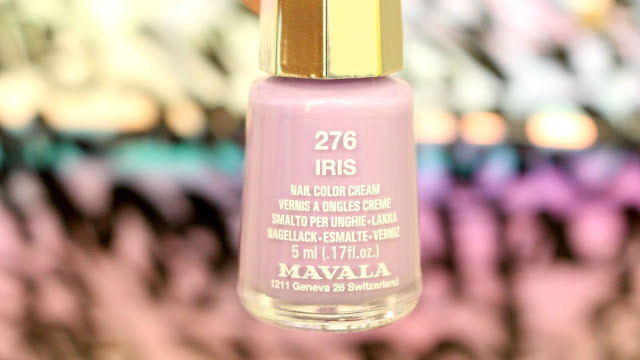 276
IRIS
NAIL COLOR CREAM
VERNIS A ONGLES CREME
SMALTO PER UNGHIE•LAKKA
NAGELLACK•ESMALTE•VERNIZ
5 ml (.17fl.oz.)
MAVALA
1211 Geneva 26 Switzerland